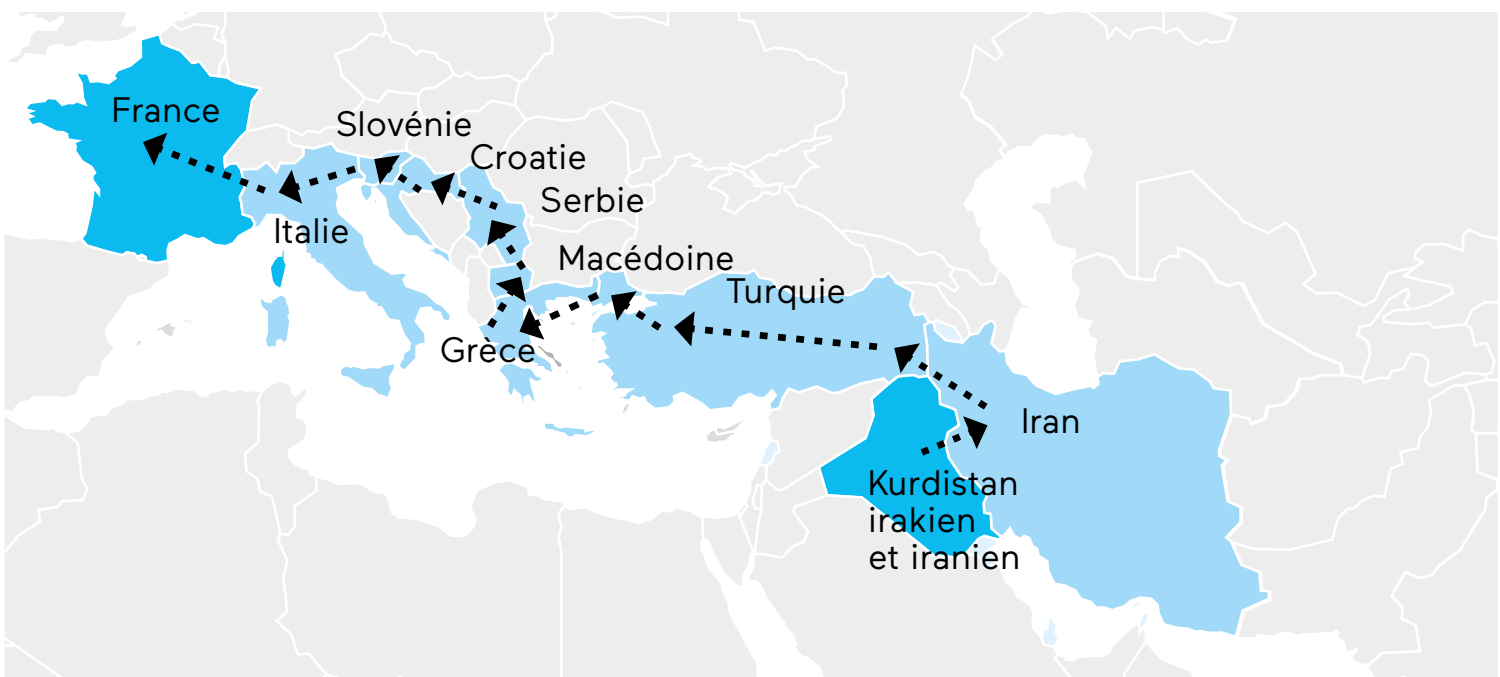 France
Slovénie
Croatie
Serbie
Italie
Macédoine
Turquie
Grèce
Iran
Kurdistan
irakien
et iranien